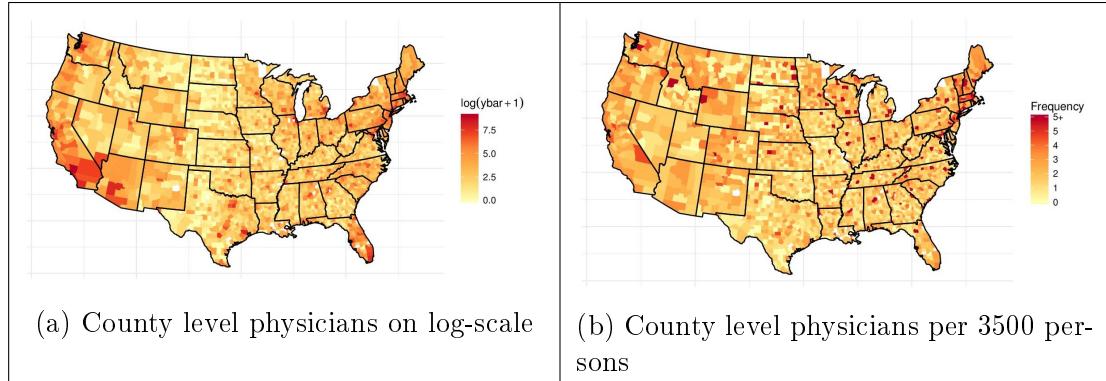 log(ybar+1)
7.5
5.0
2.5
0.0
(a) County level physicians on log-scale
Frequency
5+
4
3
2
1
0
(b) County level physicians per 3500 per-
sons